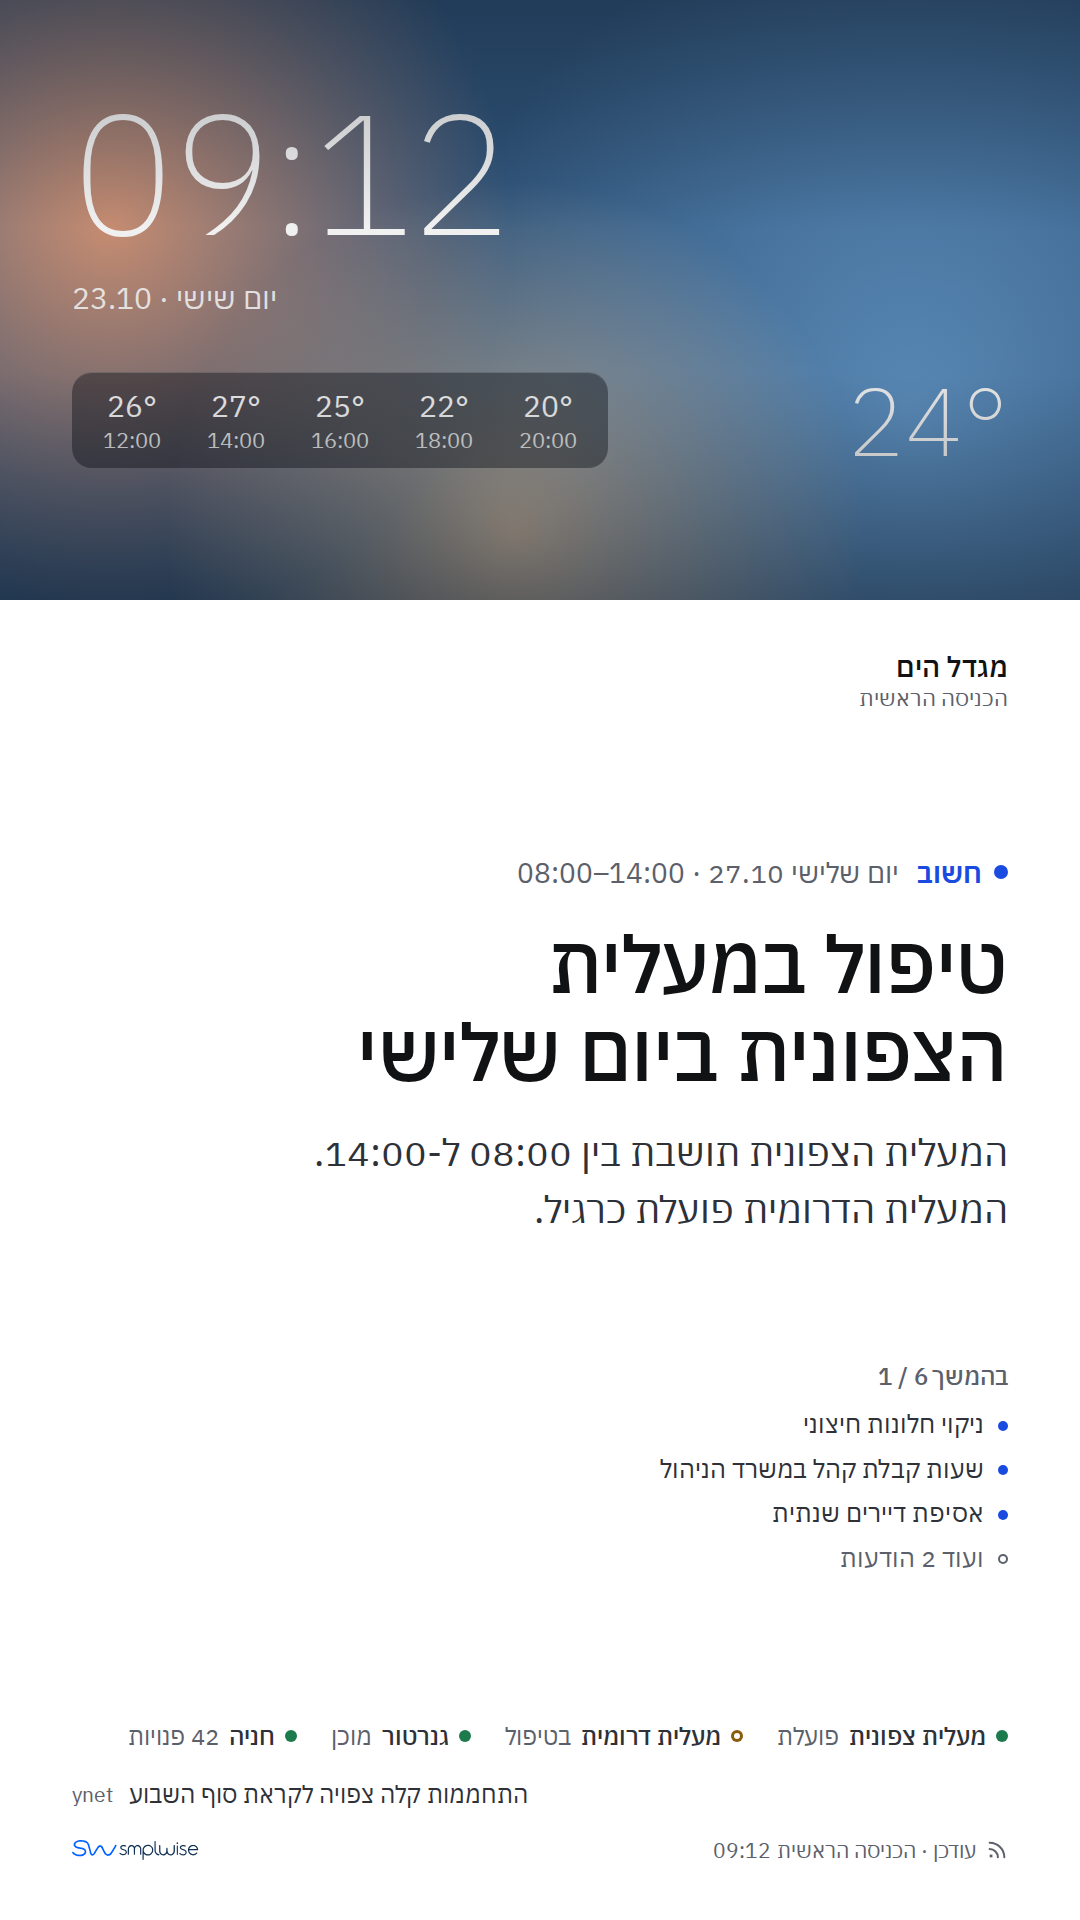 09:12
יום שישי · 23.10
26° 27° 25° 22° 20°
12:00 14:00 16:00 18:00 20:00
24°
מגדל הים
הכניסה הראשית
חשוב יום שלישי 27.10 · 08:00–14:00
טיפול במעלית
הצפונית ביום שלישי
המעלית הצפונית תושבת בין 08:00 ל-14:00.
המעלית הדרומית פועלת כרגיל.
בהמשך 1 / 6
ניקוי חלונות חיצוני
שעות קבלת קהל במשרד הניהול
אסיפת דיירים שנתית
ועוד 2 הודעות
מעלית צפונית פועלת מעלית דרומית בטיפול גנרטור מוכן חניה 42 פנויות
התחממות קלה צפויה לקראת סוף השבוע ynet
עודכן · הכניסה הראשית 09:12
smplwise